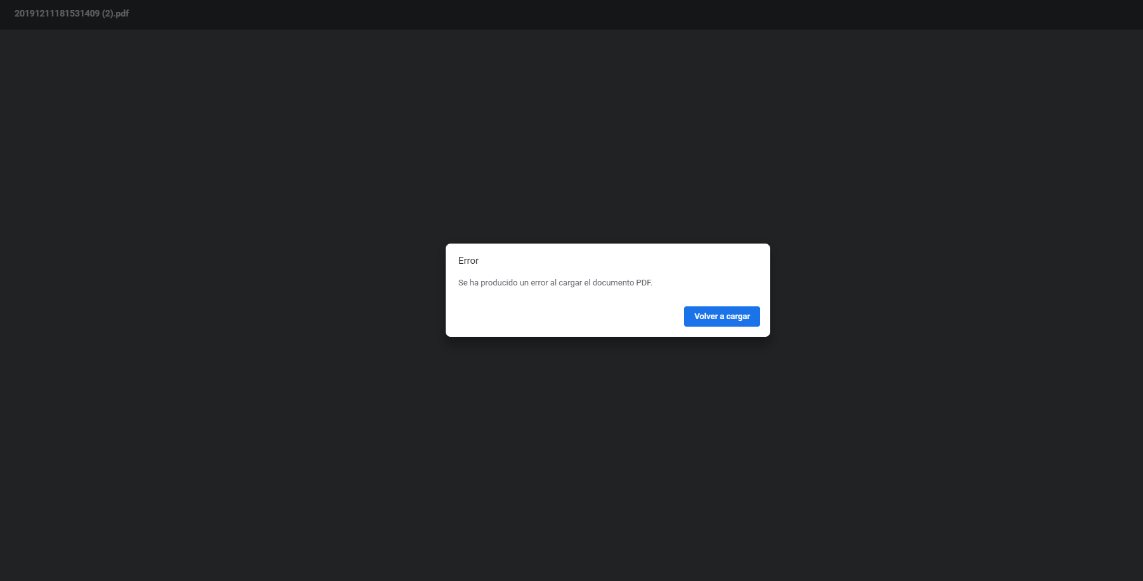 20191211181531409 (2).pdf
Error
Se ha producido un error al cargar el documento PDF.
Volver a cargar